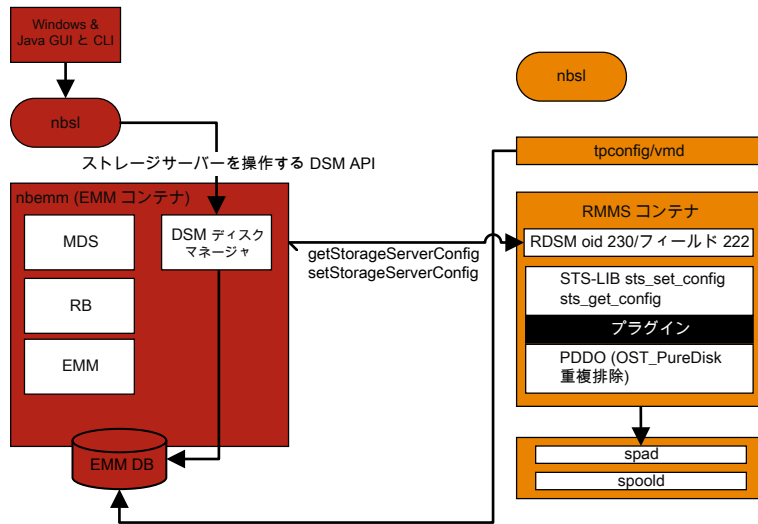 Windows &
Java GUI と CLI
nbsl
nbsl
ストレージサーバーを操作する DSM API
tpconfig/vmd
nbemm (EMM コンテナ)
MDS
DSM ディスク
マネージャ
RB
EMM
EMM DB
getStorageServerConfig
setStorageServerConfig
RMMS コンテナ
RDSM oid 230/フィールド 222
STS-LIB sts_set_config
sts_get_config
プラグイン
PDDO (OST_PureDisk
重複排除)
spad
spoold